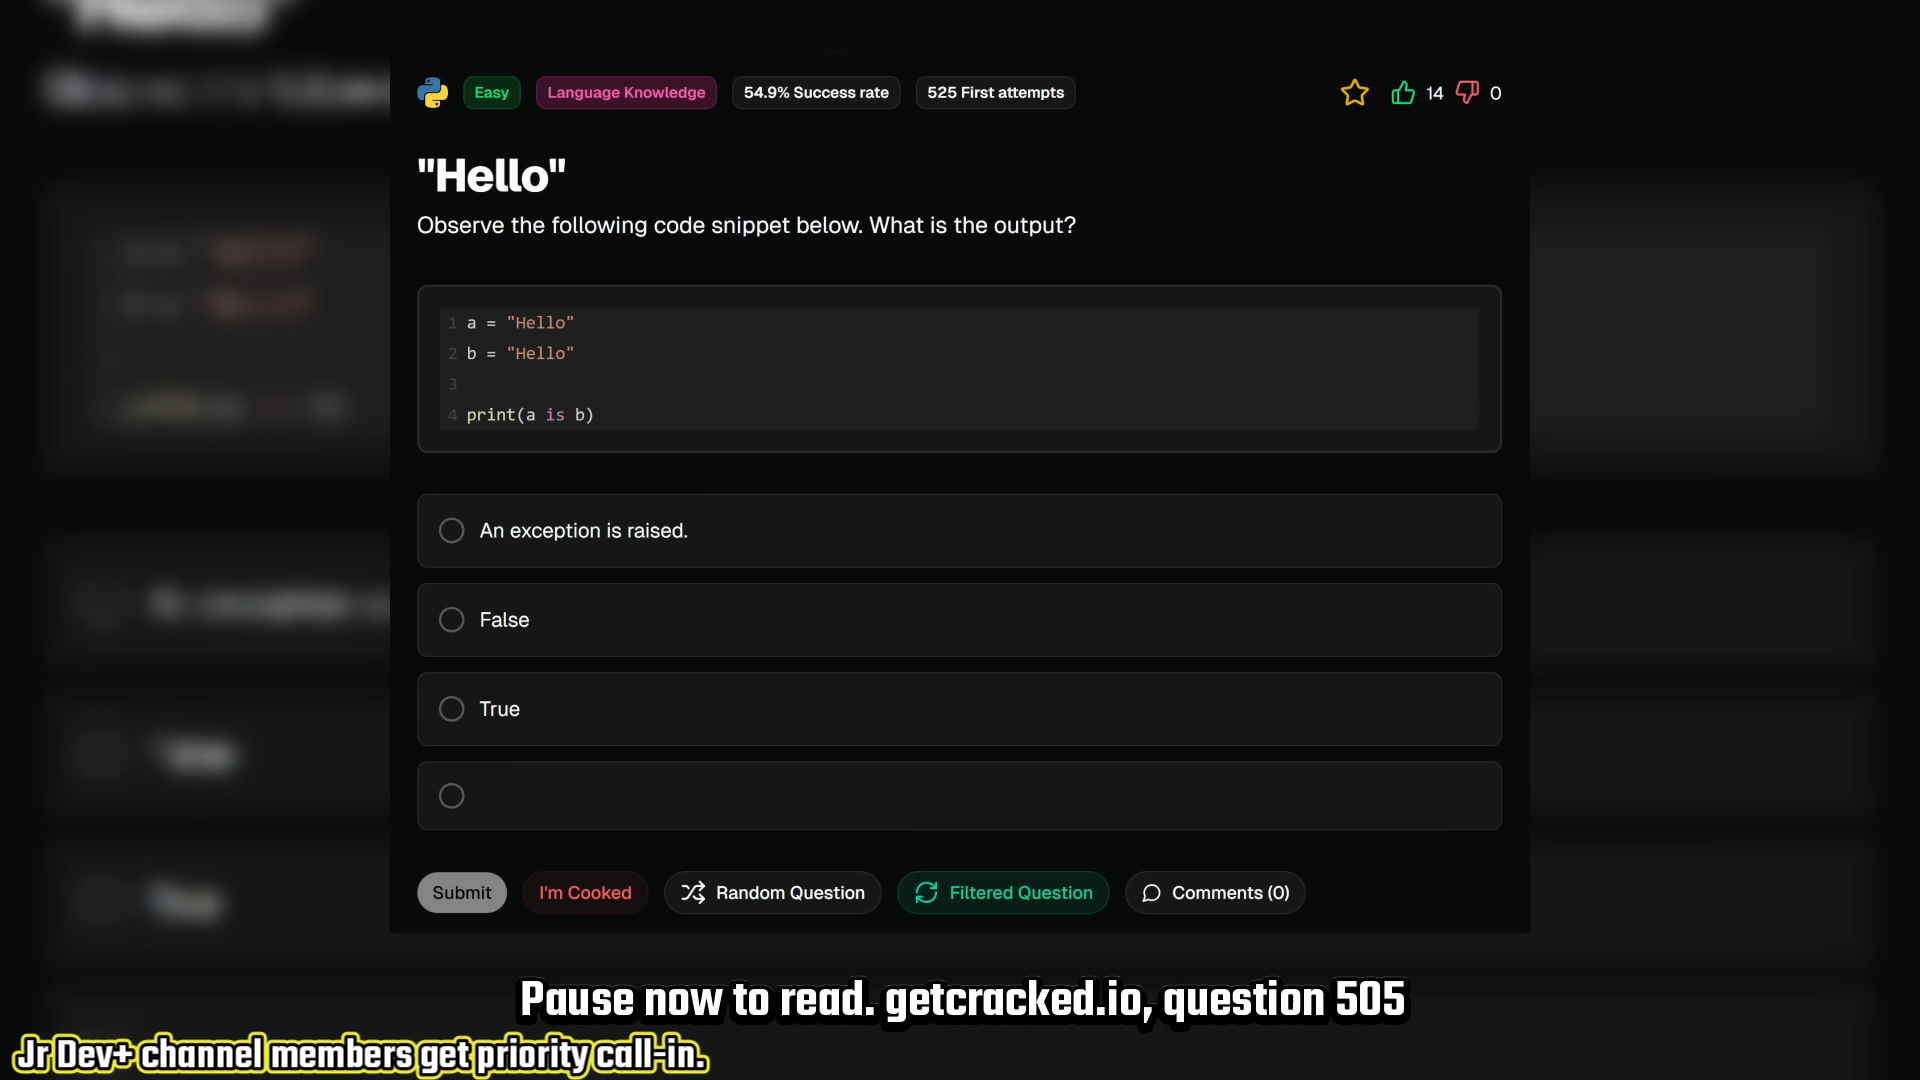 Easy
Language Knowledge
54.9% Success rate
525 First attempts
14
0
"Hello"
Observe the following code snippet below. What is the output?
1 a = "Hello"
2 b = "Hello"
3
4 print(a is b)
An exception is raised.
False
True
Submit
I'm Cooked
Random Question
Filtered Question
Comments (0)
Pause now to read. getcracked.io, question 505
Jr Dev+ channel members get priority call-in.